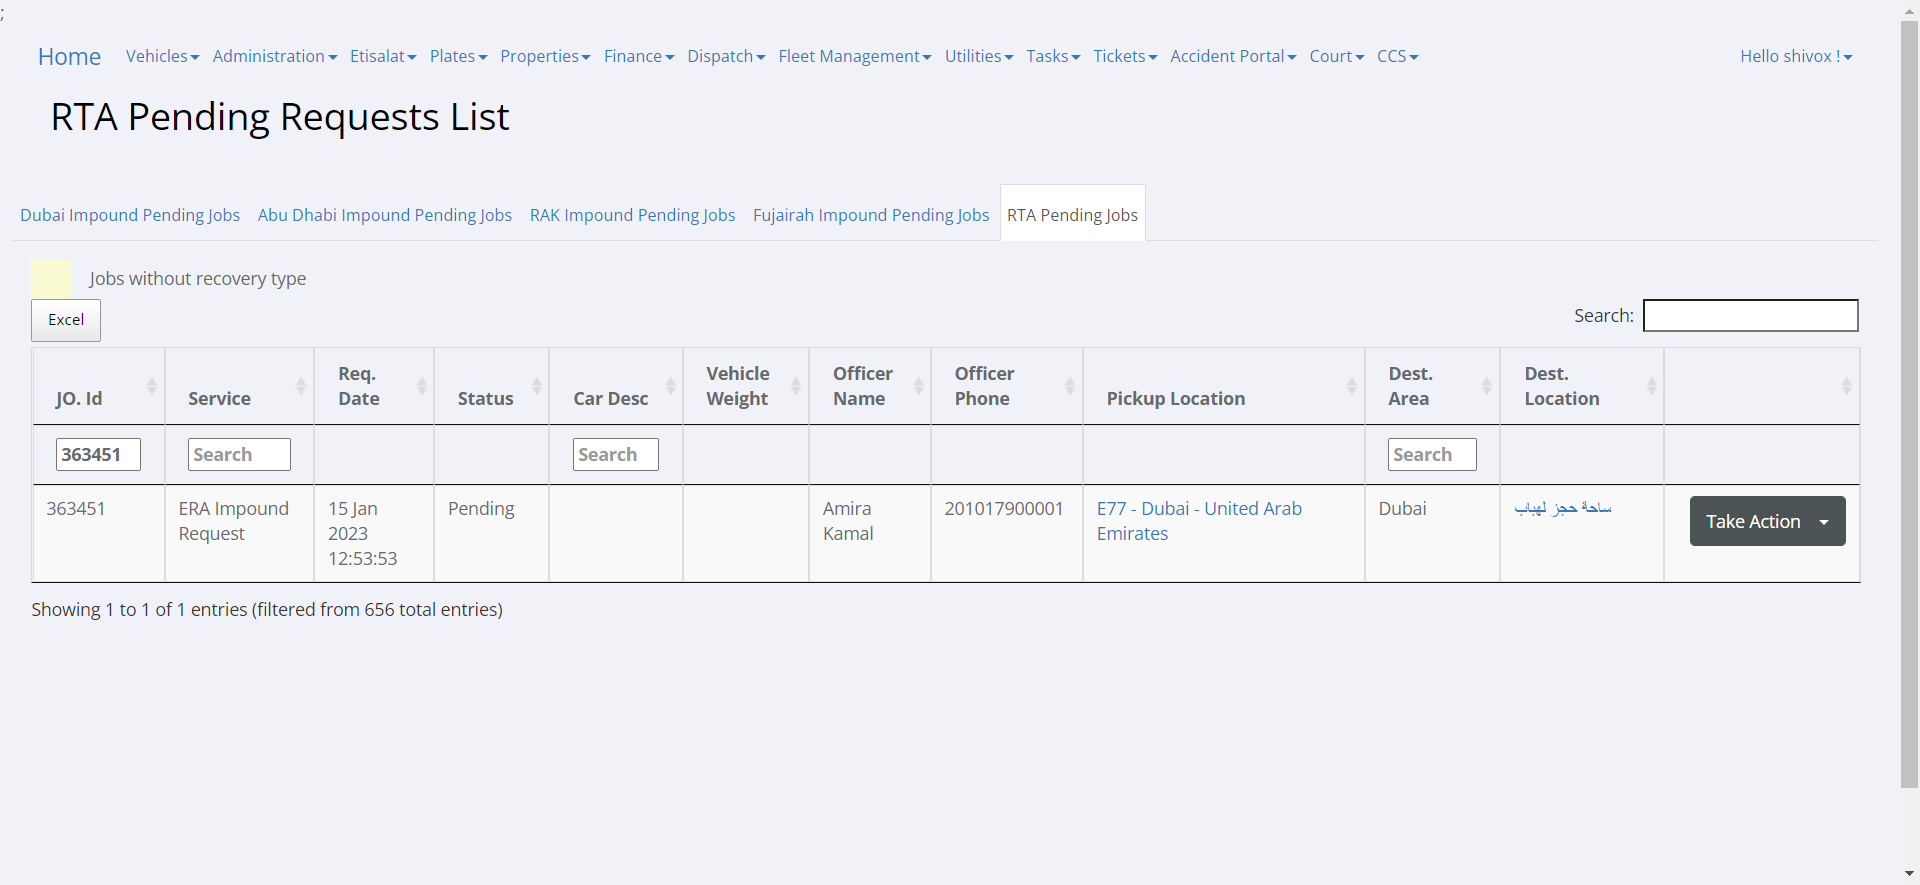 ;
Home Vehicles Administration Etisalat Plates Properties Finance Dispatch Fleet Management Utilities Tasks Tickets Accident Portal Court CCS Hello shivox !
RTA Pending Requests List
Dubai Impound Pending Jobs Abu Dhabi Impound Pending Jobs RAK Impound Pending Jobs Fujairah Impound Pending Jobs RTA Pending Jobs
Jobs without recovery type
Excel
Search:
JO. Id
Service
Req.
Date
Status
Car Desc
Vehicle
Weight
Officer
Name
Officer
Phone
Pickup Location
Dest.
Area
Dest.
Location
363451 Search Search Search
363451
ERA Impound
Request
15 Jan
2023
12:53:53
Pending
Amira
Kamal
201017900001
E77 - Dubai - United Arab
Emirates
Dubai
ساحة حجز لهباب
Take Action
Showing 1 to 1 of 1 entries (filtered from 656 total entries)